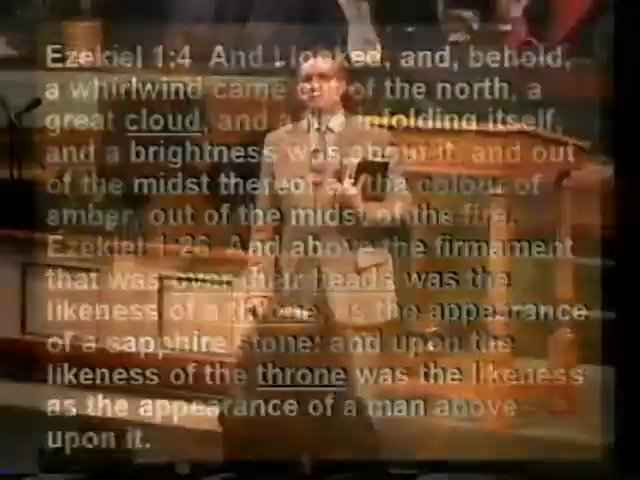 Ezekiel 1:4 And I looked, and, behold,
a whirlwind came out of the north, a
great cloud, and a infolding itself,
and a brightness was about it, and out
of the midst thereof as the colour of
amber, out of the midst of the fire.
Ezekiel 1:26 And above the firmament
that was over their heads was the
likeness of a throne, as the appearance
of a sapphire stone: and upon the
likeness of the throne was the likeness
as the appearance of a man above
upon it.